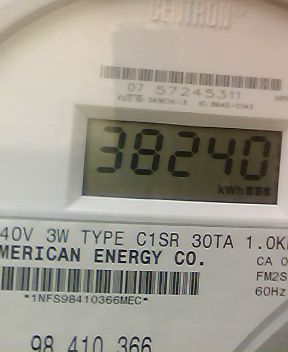 CENTRON®
07 57245311
38240
kWh
40V 3W TYPE C1SR 30TA 1.0K
MERICAN ENERGY CO.
CA 0
FM2S
60Hz
*1NFS98410366MEC*
98 410 366